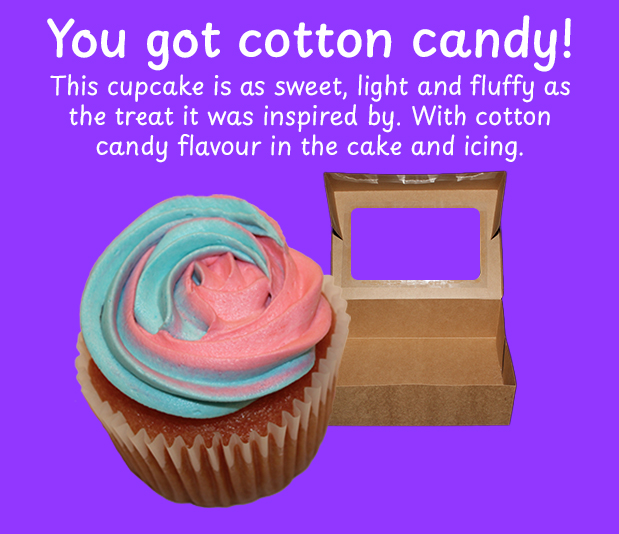 You got cotton candy!
This cupcake is as sweet, light and fluffy as
the treat it was inspired by. With cotton
candy flavour in the cake and icing.